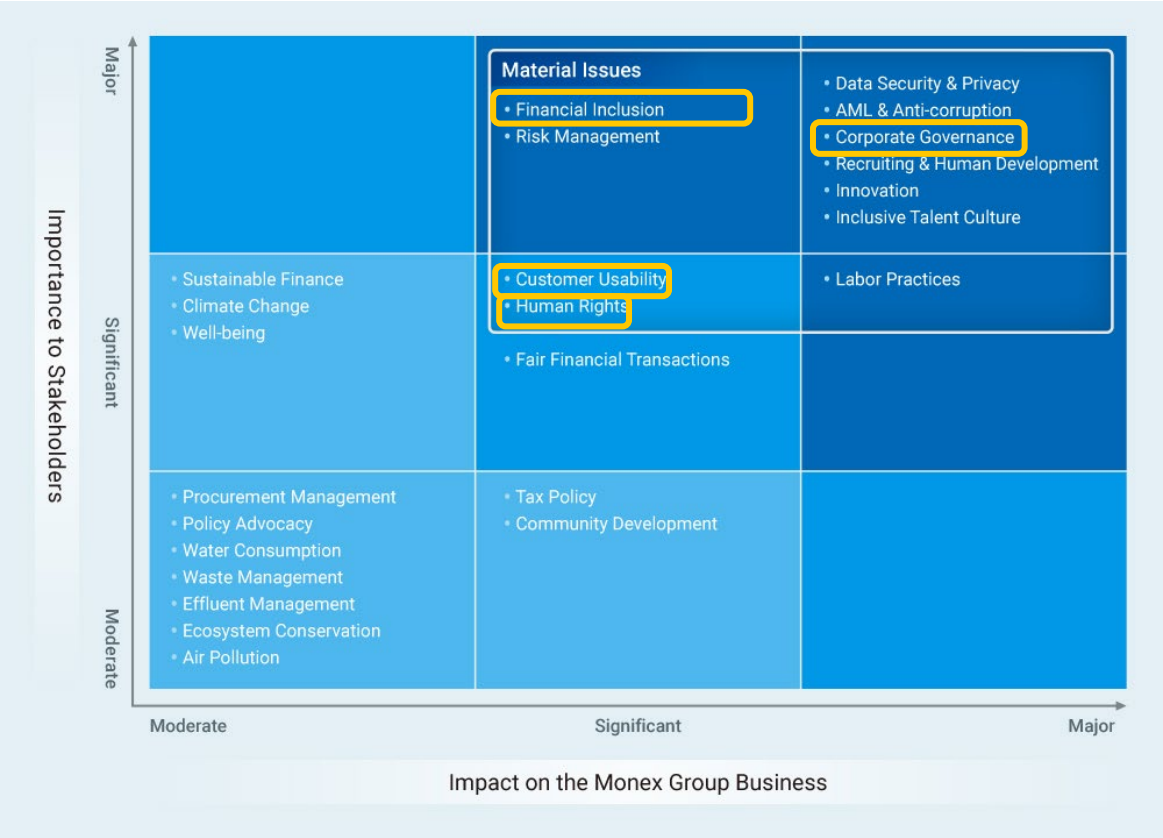 Major
Significant
Moderate
Importance to Stakeholders
Material Issues
• Financial Inclusion
• Risk Management
• Data Security & Privacy
• AML & Anti-corruption
• Corporate Governance
• Recruiting & Human Development
• Innovation
• Inclusive Talent Culture
• Sustainable Finance
• Climate Change
• Well-being
• Customer Usability
• Human Rights
• Fair Financial Transactions
• Labor Practices
• Procurement Management
• Policy Advocacy
• Water Consumption
• Waste Management
• Effluent Management
• Ecosystem Conservation
• Air Pollution
• Tax Policy
• Community Development
Moderate
Significant
Major
Impact on the Monex Group Business